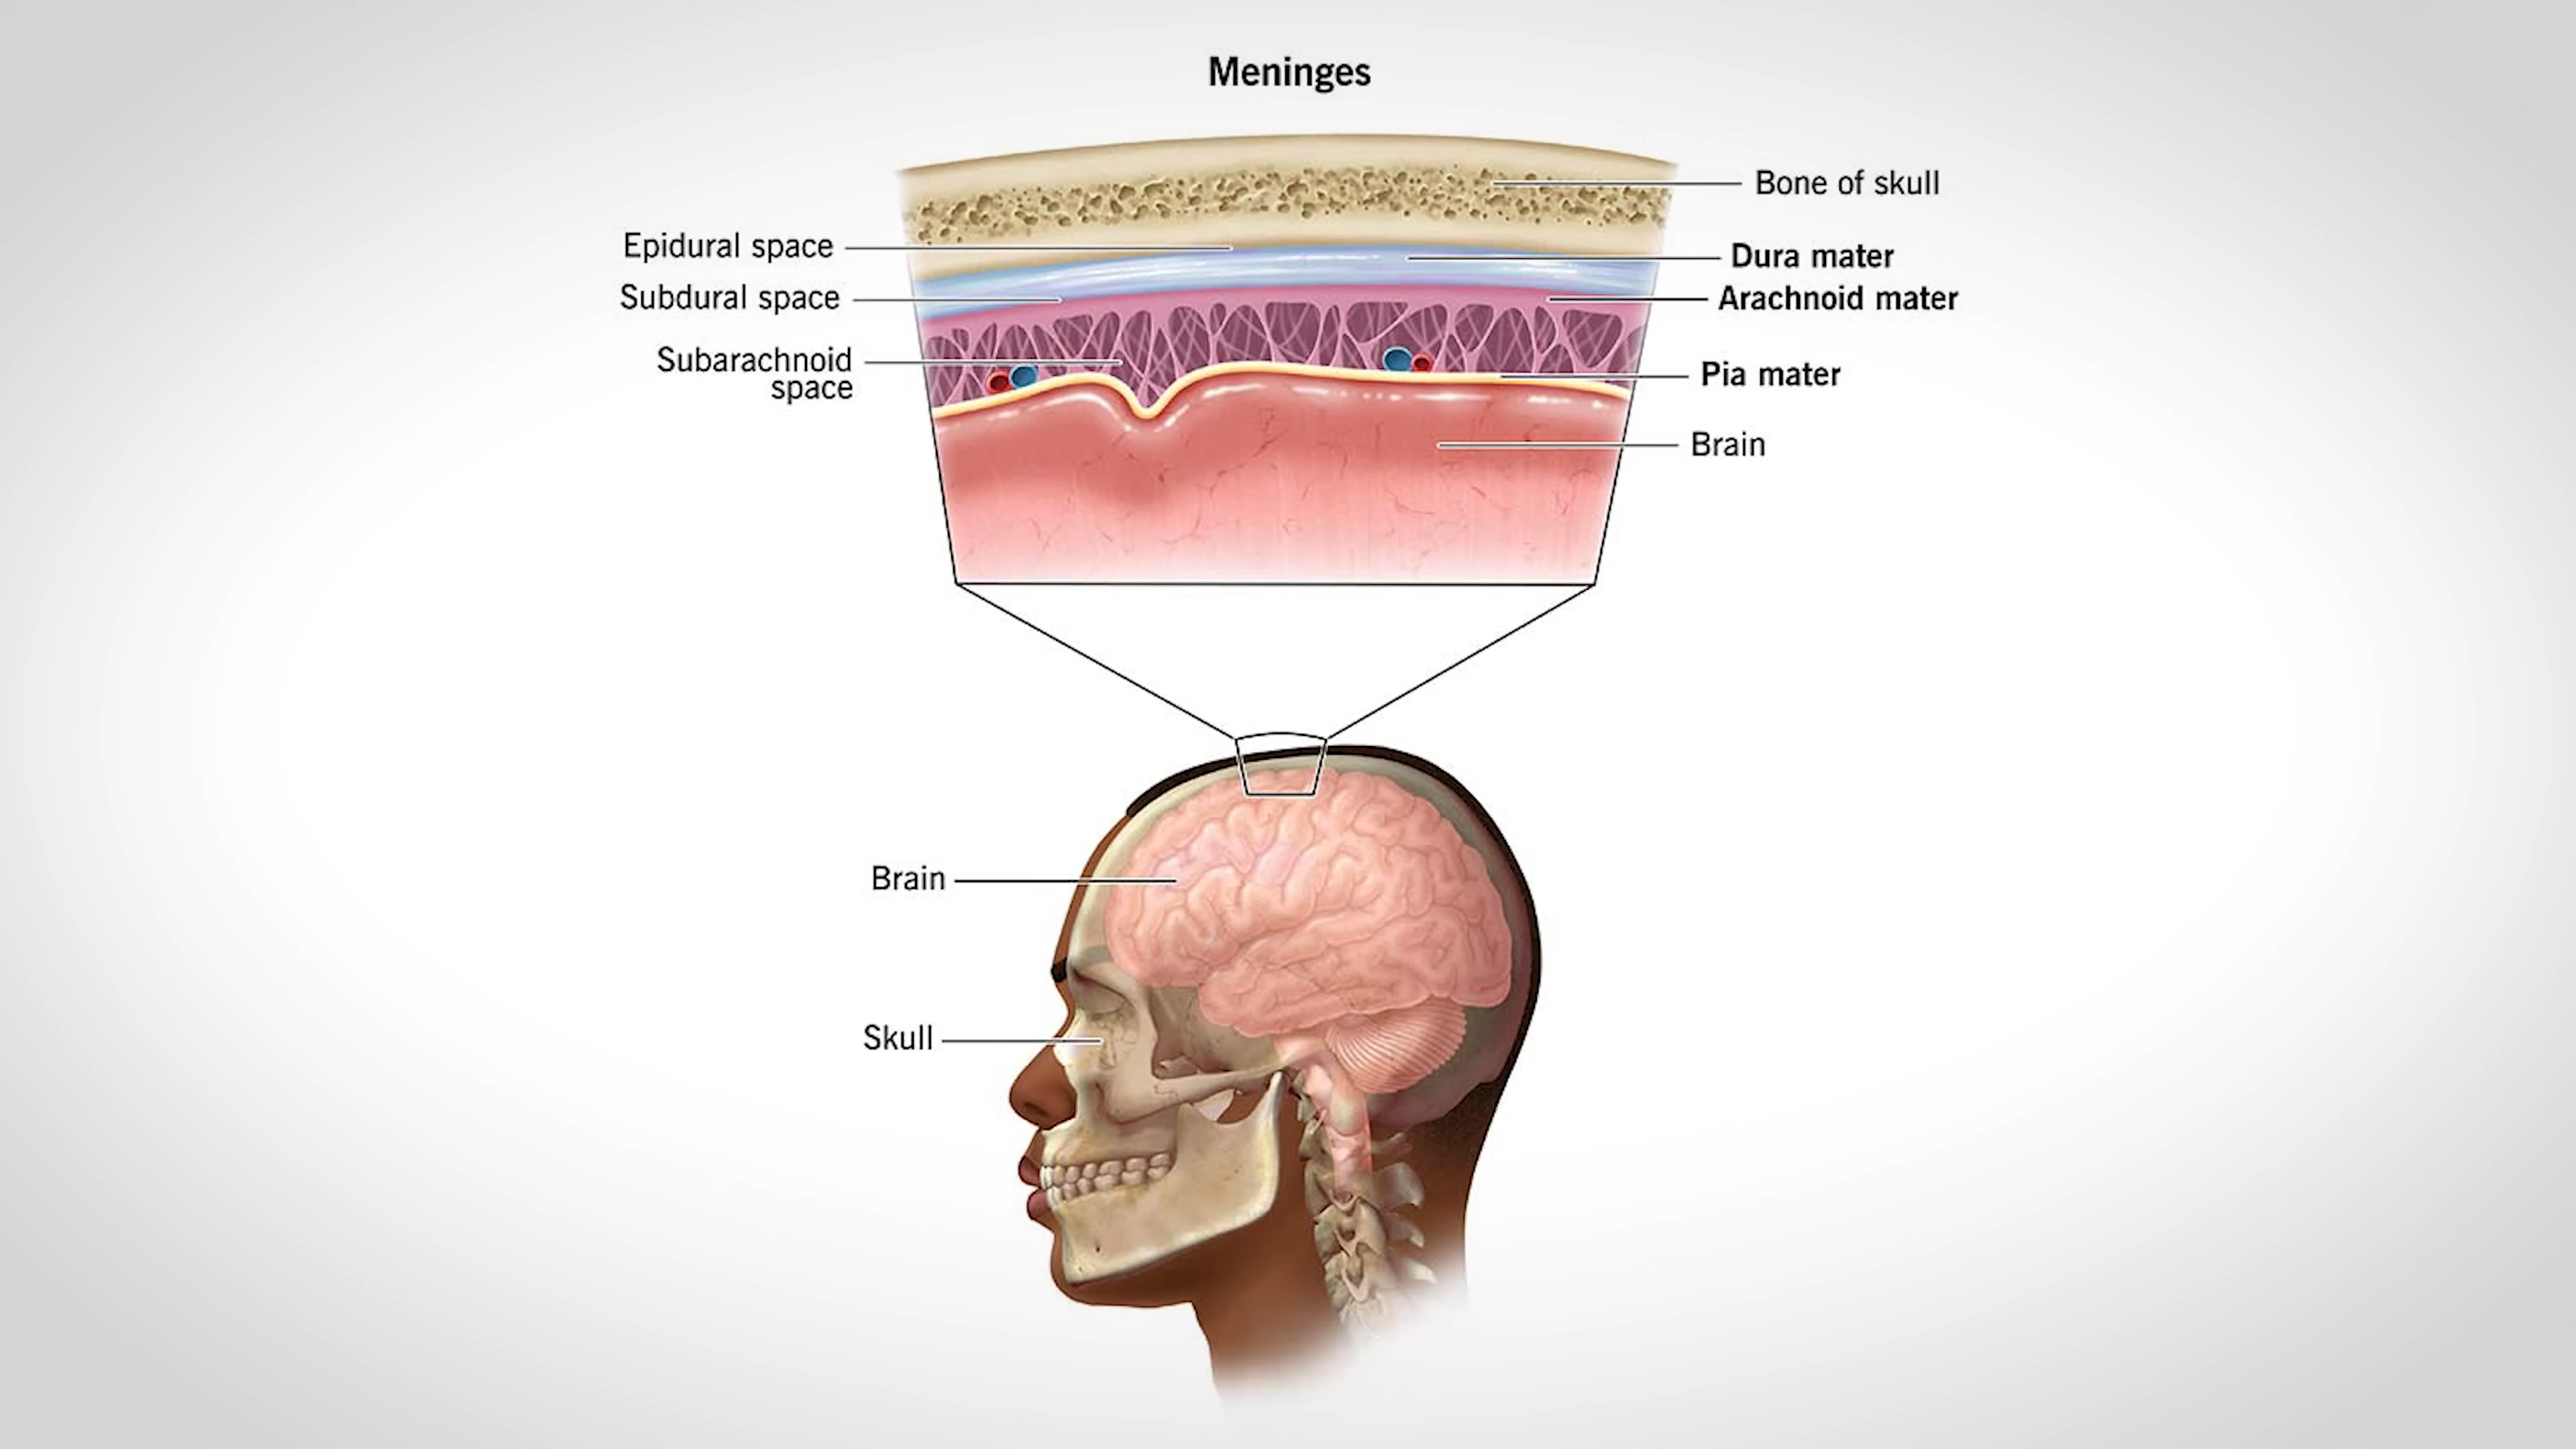 Meninges
Bone of skull
Epidural space
Dura mater
Subdural space
Arachnoid mater
Subarachnoid
space
Pia mater
Brain
Brain
Skull